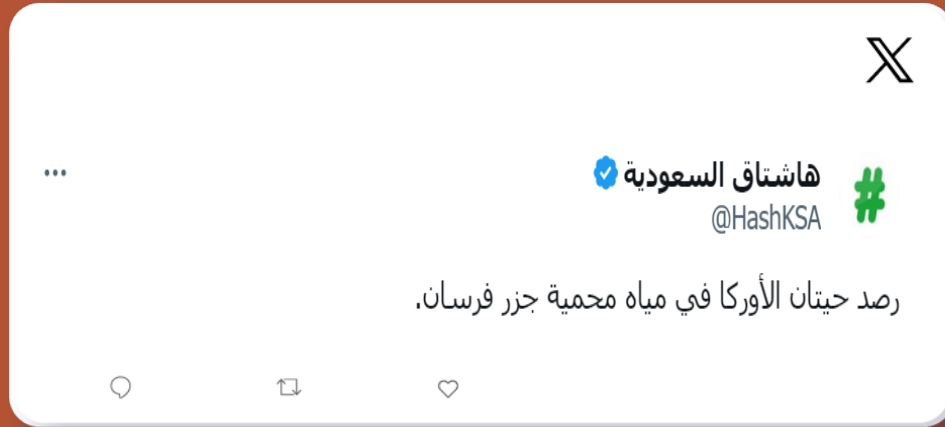 هاشتاق السعودية
@HashKSA
رصد حيتان الأوركا في مياه محمية جزر فرسان.